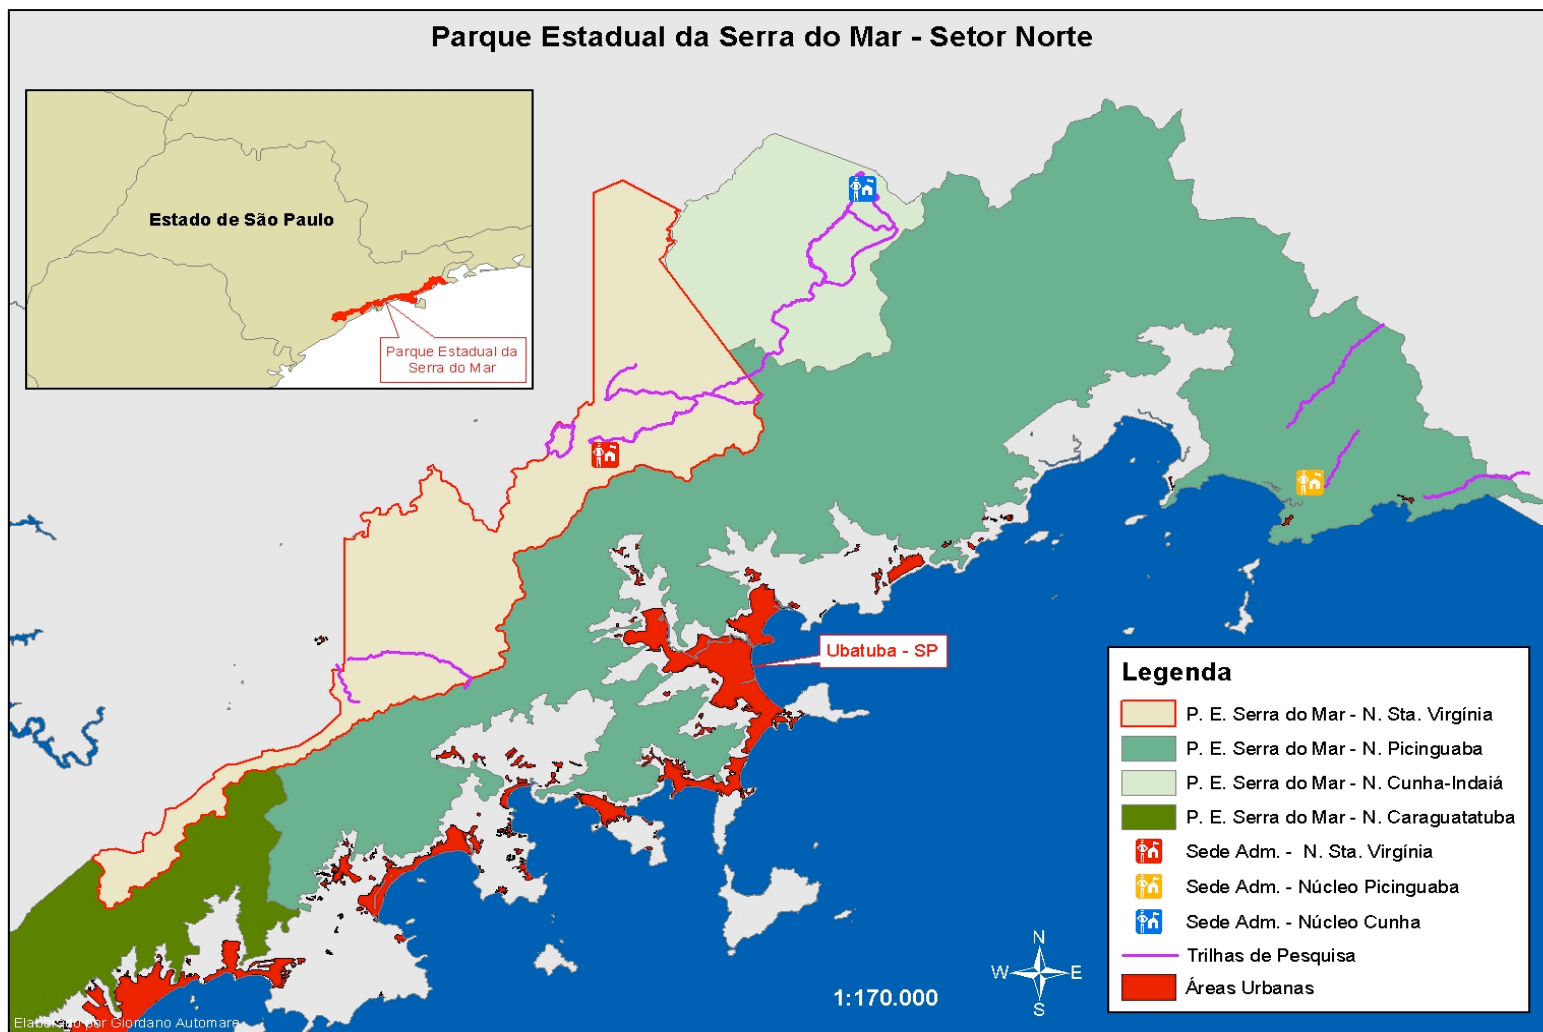 Parque Estadual da Serra do Mar - Setor Norte
Estado de São Paulo
Parque Estadual da
Serra do Mar
Ubatuba - SP
Legenda
P. E. Serra do Mar - N. Sta. Virgínia
P. E. Serra do Mar - N. Picinguaba
P. E. Serra do Mar - N. Cunha-Indaiá
P. E. Serra do Mar - N. Caraguatatuba
Sede Adm. - N. Sta. Virgínia
Sede Adm. - Núcleo Picinguaba
Sede Adm. - Núcleo Cunha
Trilhas de Pesquisa
Áreas Urbanas
N
W E
S
1:170.000
Elaborado por Giordano Automare